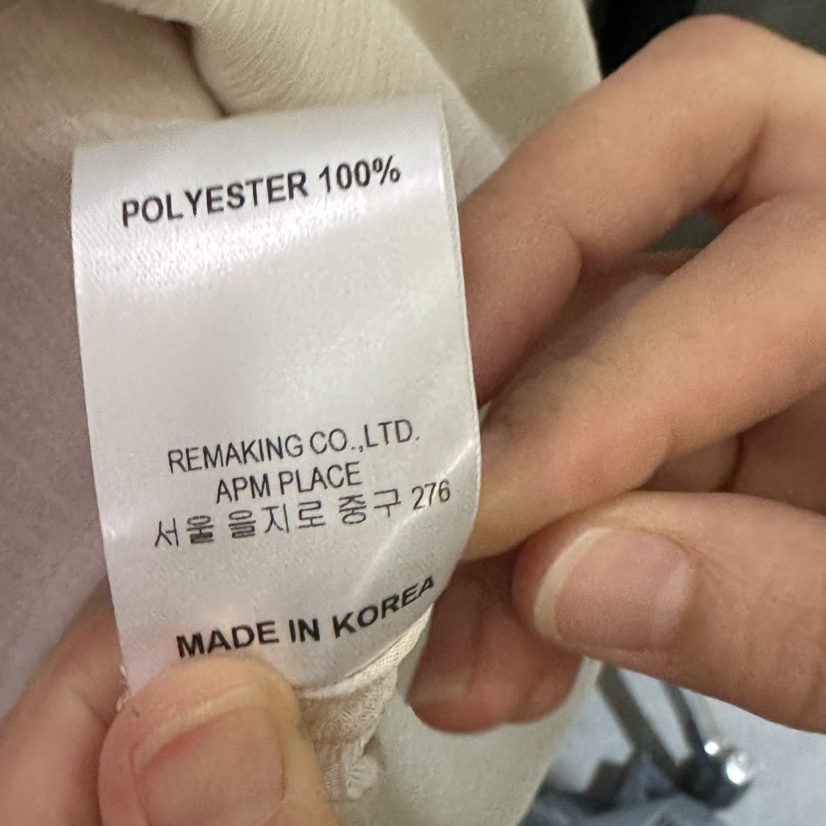 POLYESTER 100%
REMAKING CO.,LTD.
APM PLACE
서울 을지로 중구 276
MADE IN KOREA